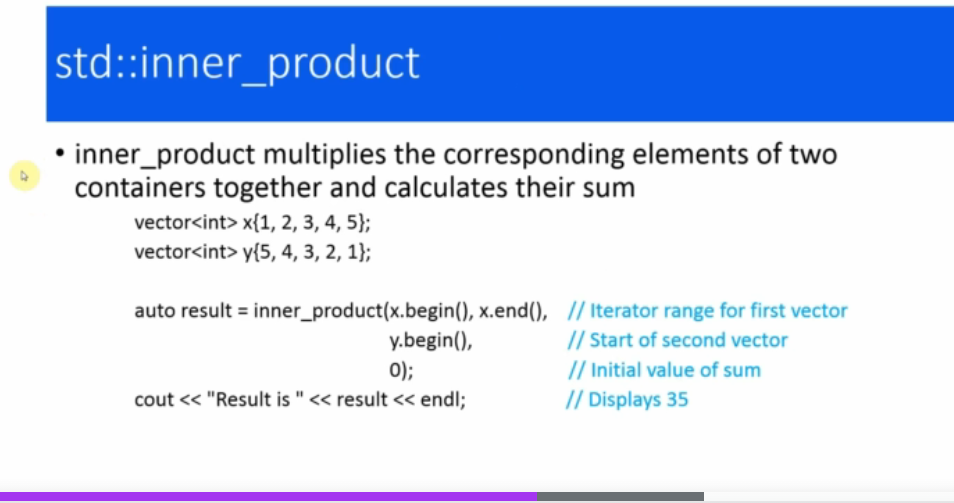 std::inner_product
• inner_product multiplies the corresponding elements of two
containers together and calculates their sum
vector<int> x{1, 2, 3, 4, 5};
vector<int> y{5, 4, 3, 2, 1};
auto result = inner_product(x.begin(), x.end(), // Iterator range for first vector
y.begin(), // Start of second vector
0); // Initial value of sum
cout << "Result is " << result << endl; // Displays 35